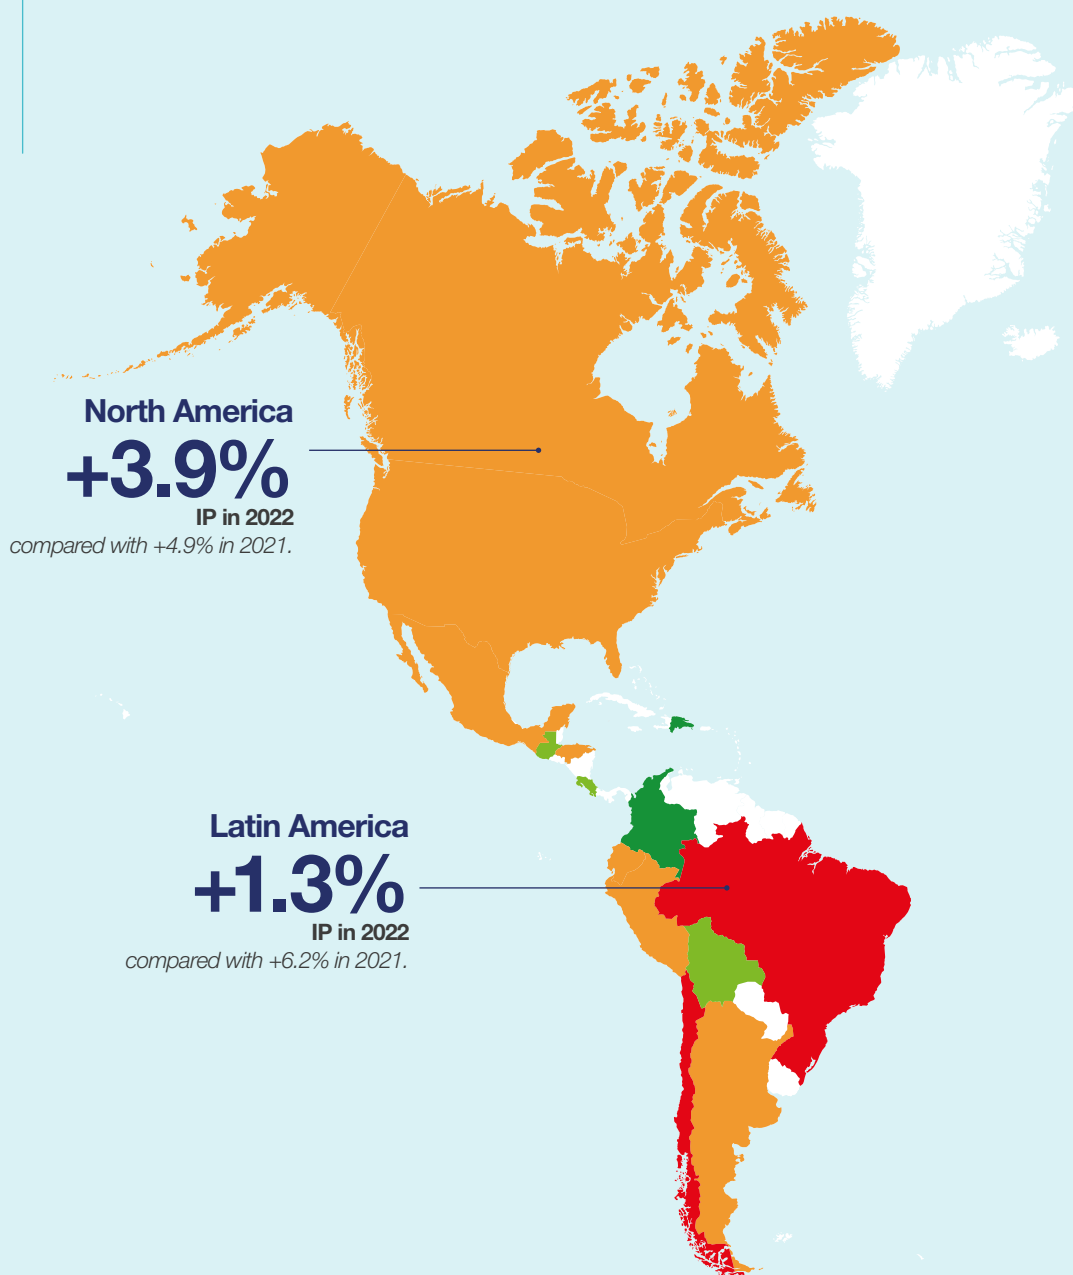 North America
+3.9%
IP in 2022
compared with +4.9% in 2021.
Latin America
+1.3%
IP in 2022
compared with +6.2% in 2021.